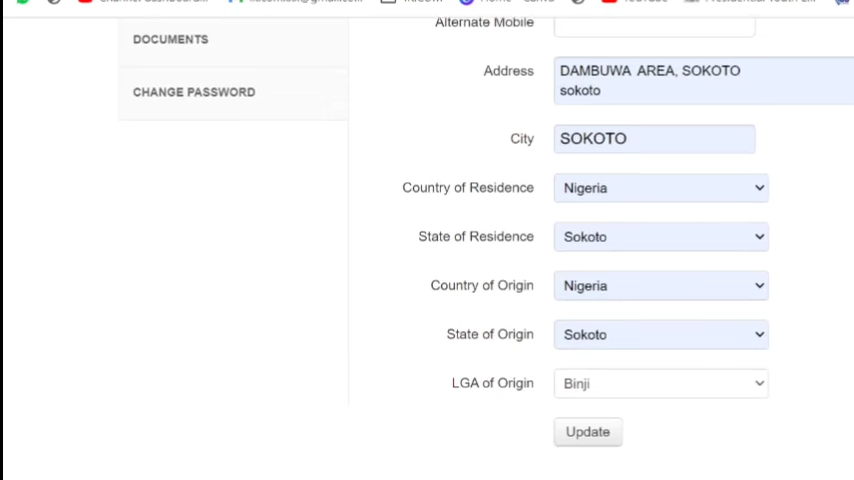 YouTube
DOCUMENTS
CHANGE PASSWORD
Alternate Mobile
Address
DAMBUWA AREA, SOKOTO
sokoto
City
SOKOTO
Country of Residence
Nigeria
State of Residence
Sokoto
Country of Origin
Nigeria
State of Origin
Sokoto
LGA of Origin
Binji
Update